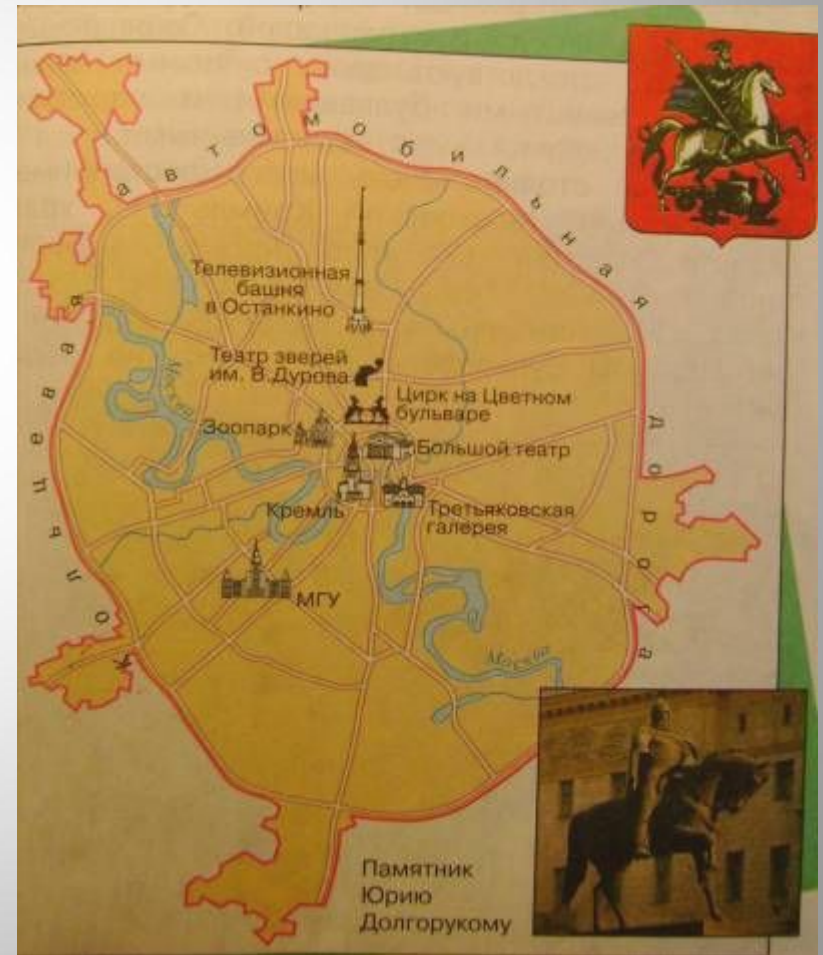 Кольцевая автомобильная дорога
Телевизионная
башня
в Останкино
Театр зверей
им. В.Дурова
Цирк на Цветном
бульваре
Зоопарк
Большой театр
Кремль
Третьяковская
галерея
МГУ
Москва
Москва
Памятник
Юрию
Долгорукому